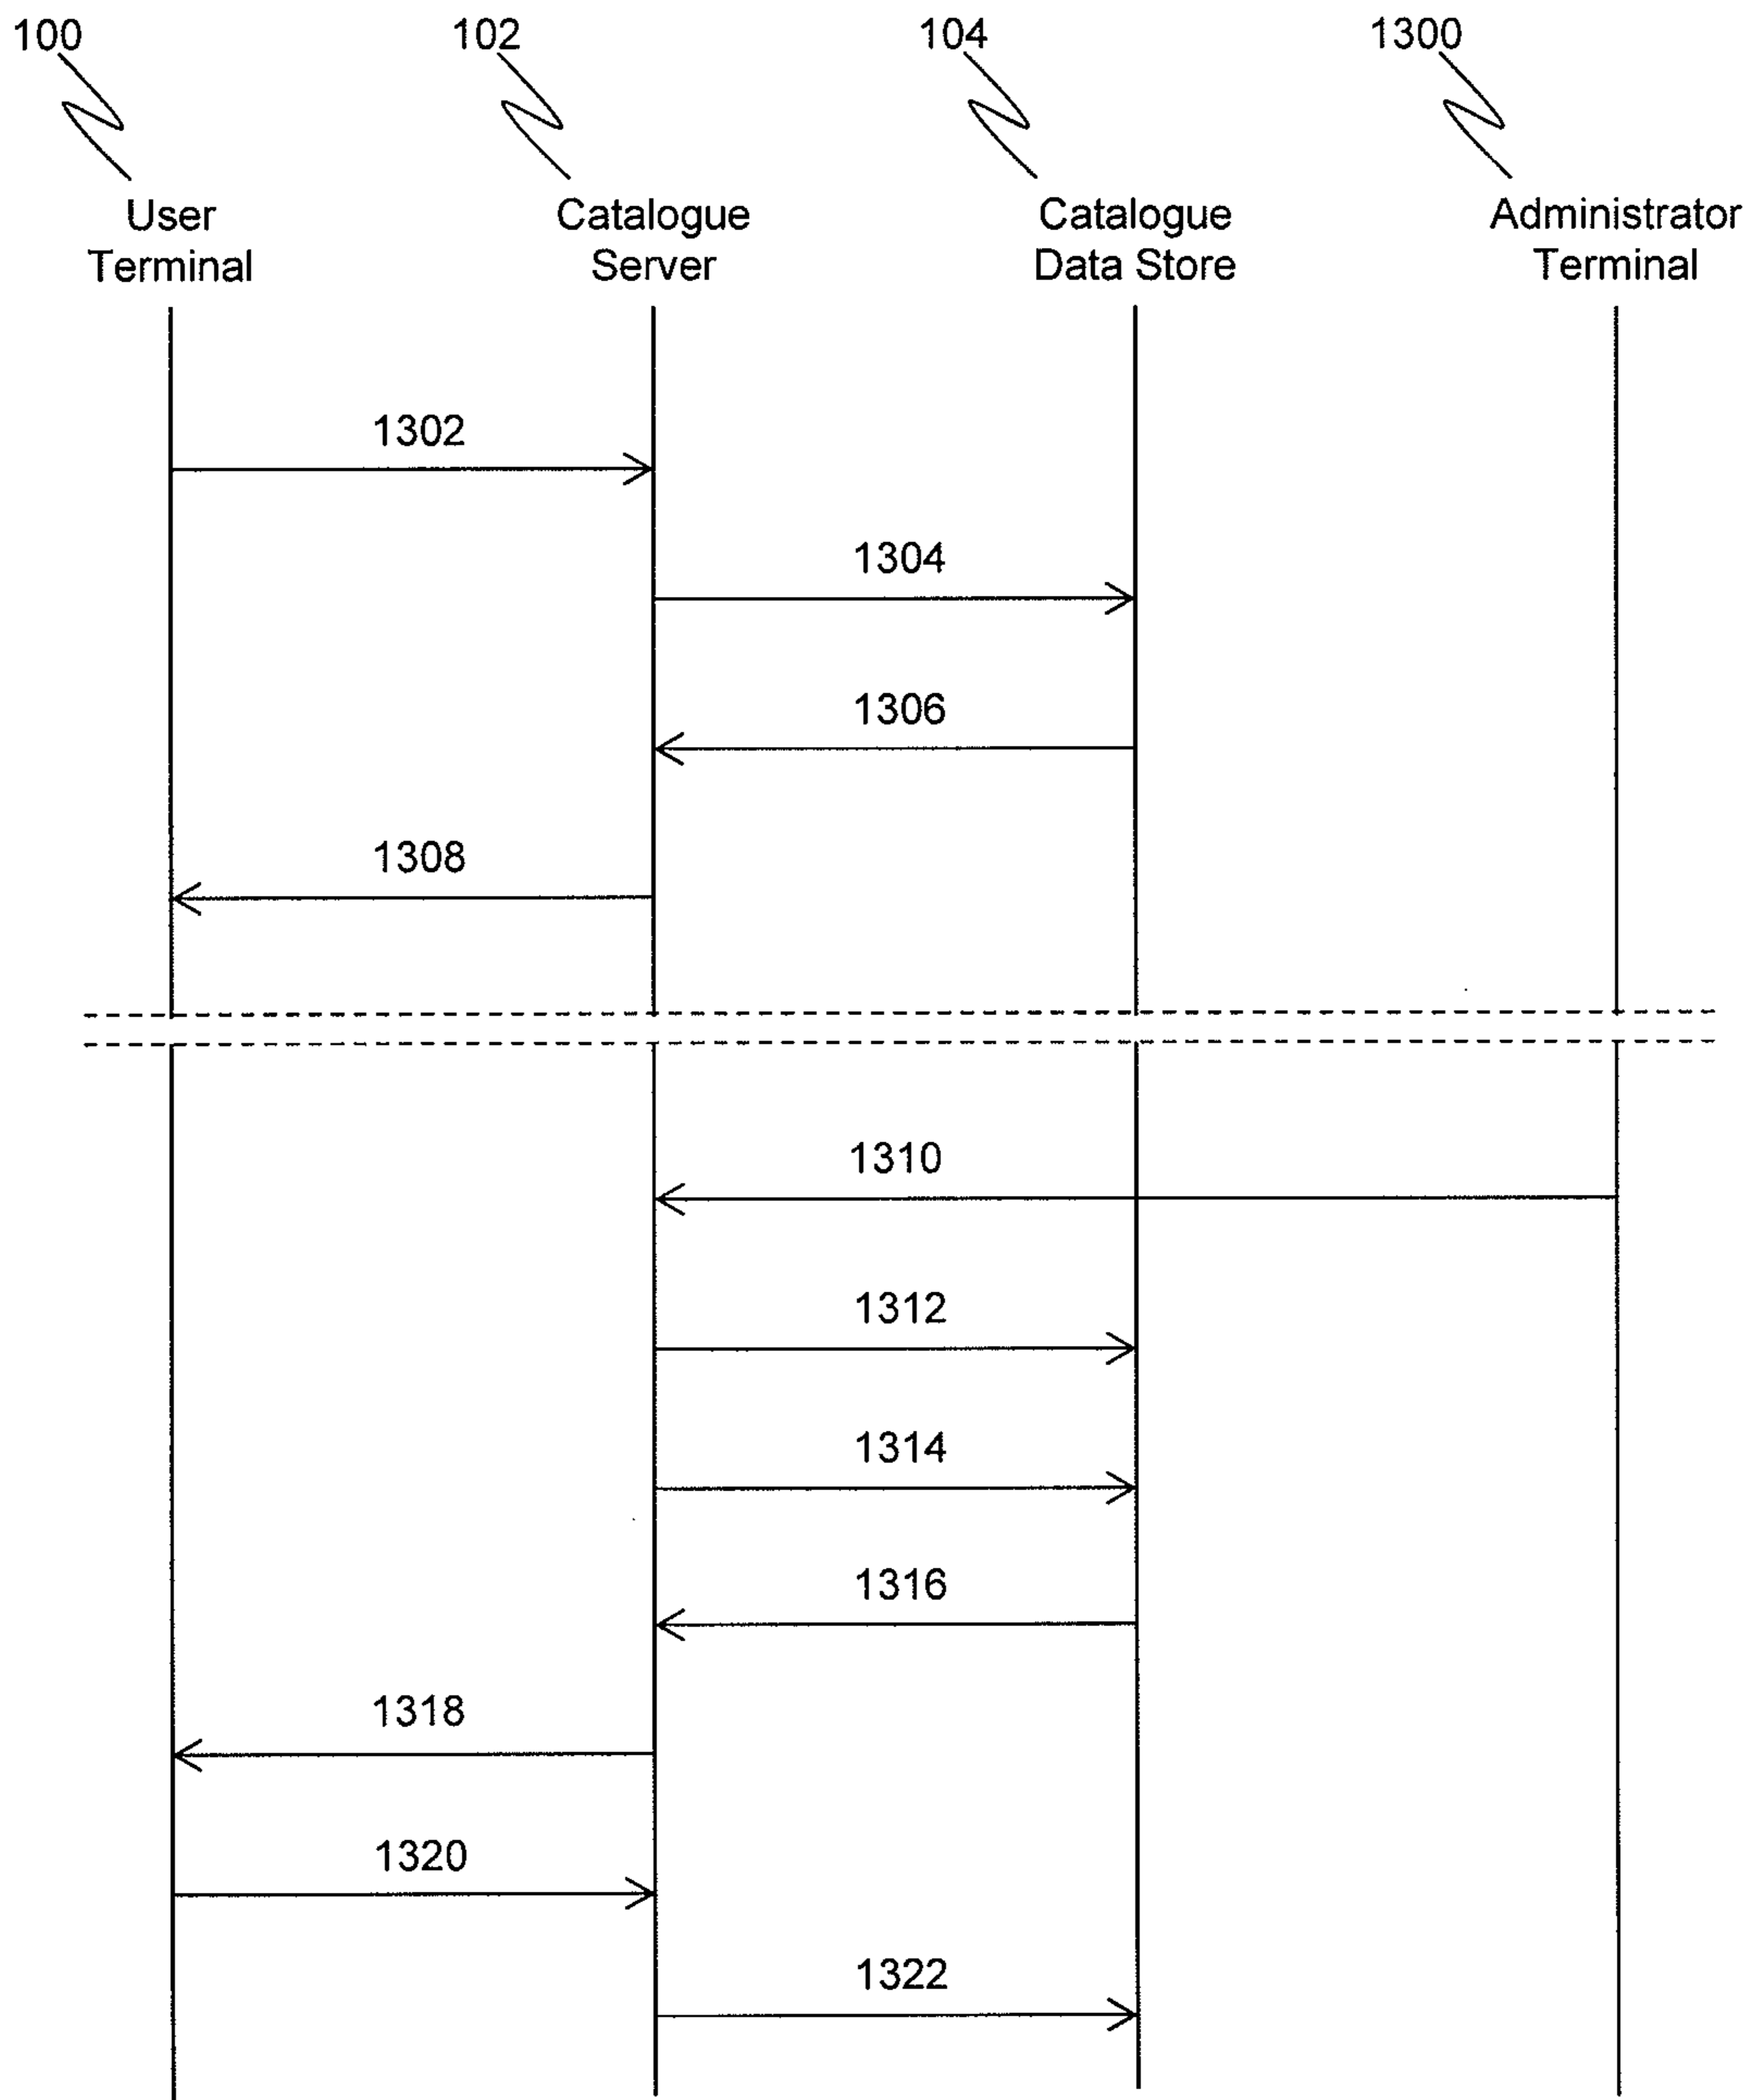 100
102
104
1300
User
Terminal
Catalogue
Server
Catalogue
Data Store
Administrator
Terminal
1302
1304
1306
1308
1310
1312
1314
1316
1318
1320
1322